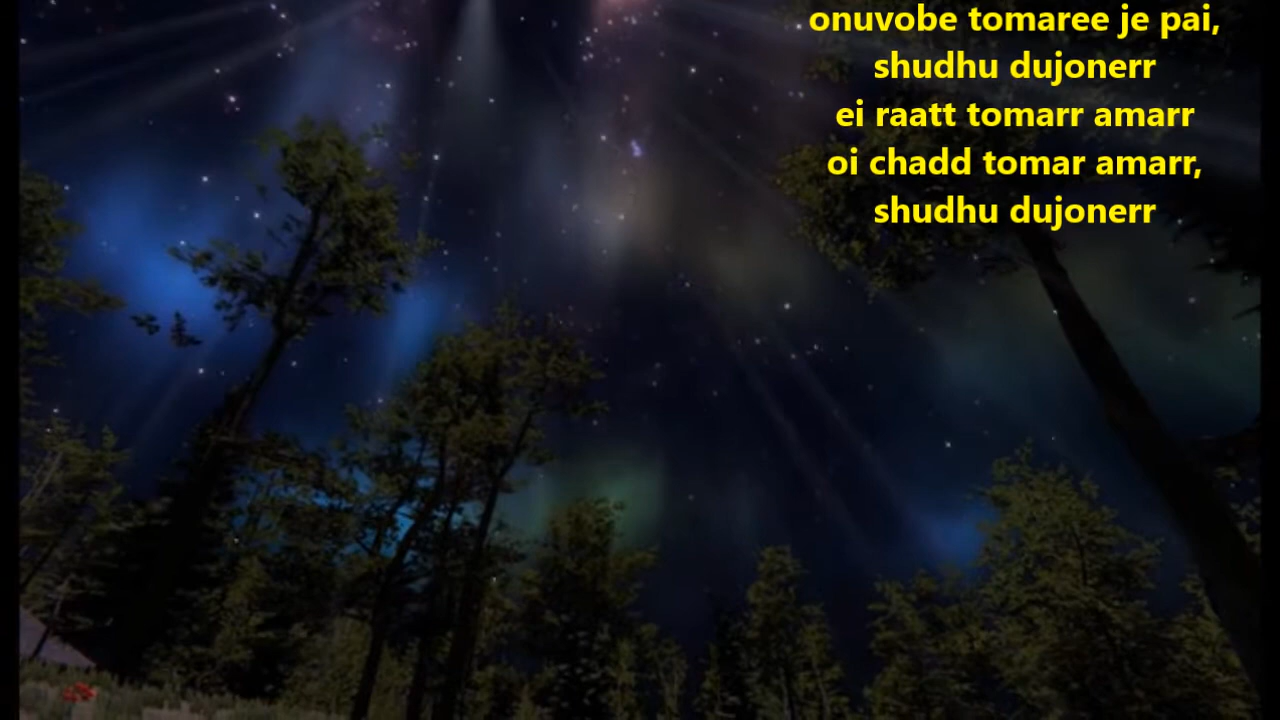 onuvobe tomaree je pai,
shudhu dujonerr
ei raatt tomarr amarr
oi chadd tomar amarr,
shudhu dujonerr